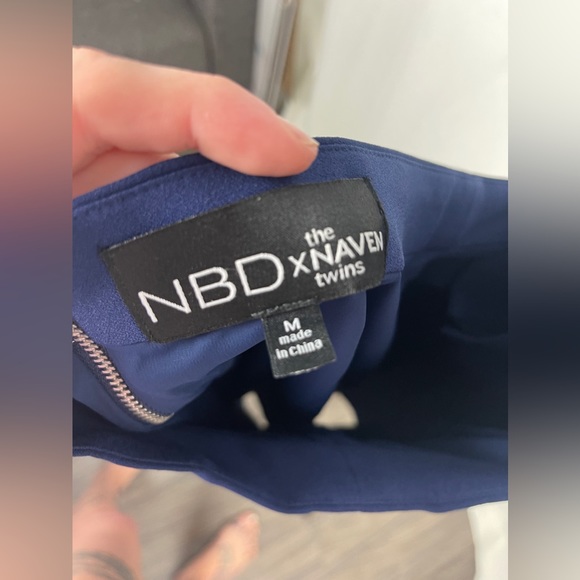 NBD x the NAVEN twins
M
made
in China